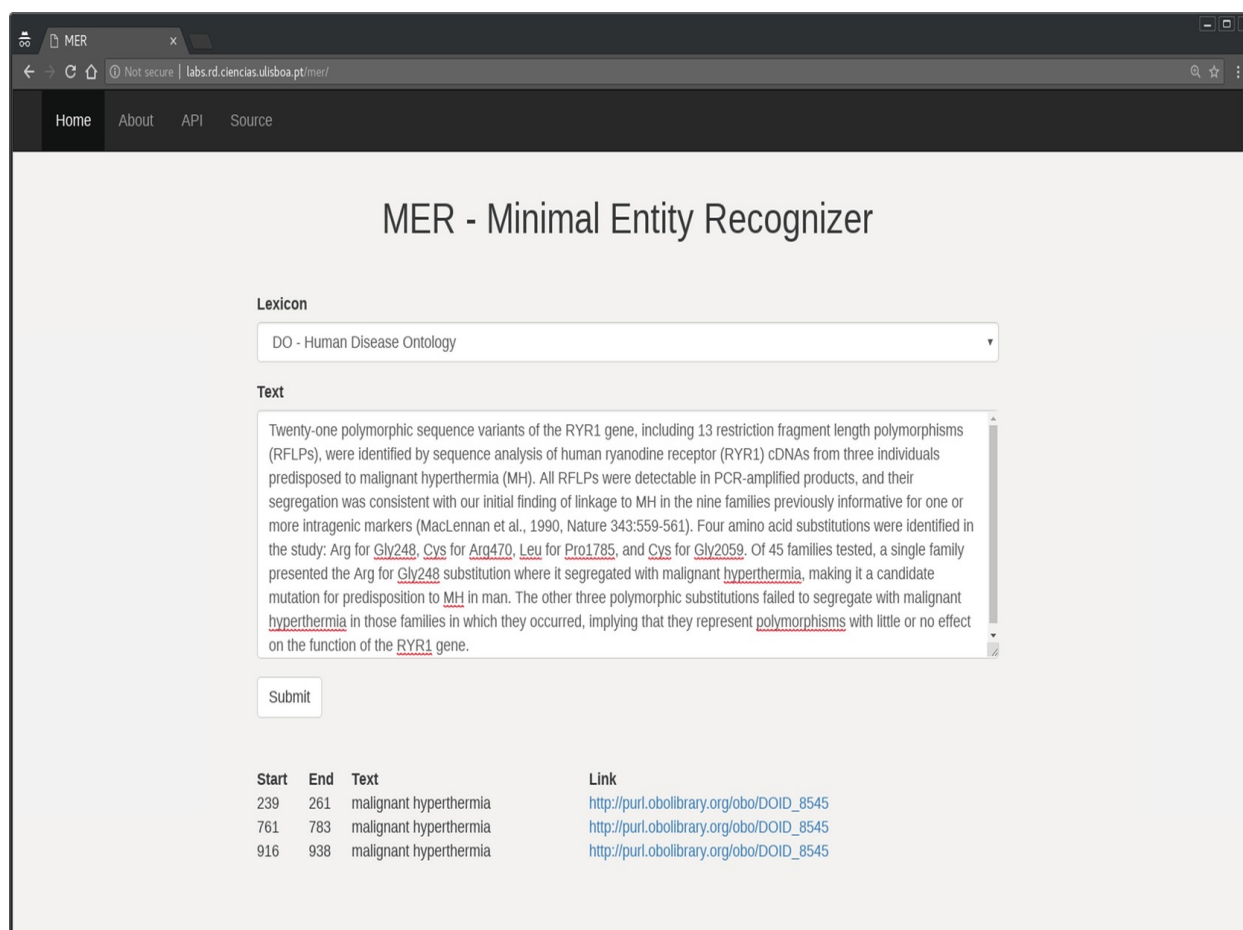 MER
Not secure | labs.rd.ciencias.ulisboa.pt/mer/
Home About API Source
MER - Minimal Entity Recognizer
Lexicon
DO - Human Disease Ontology
Text
Twenty-one polymorphic sequence variants of the RYR1 gene, including 13 restriction fragment length polymorphisms
(RFLPs), were identified by sequence analysis of human ryanodine receptor (RYR1) cDNAs from three individuals
predisposed to malignant hyperthermia (MH). All RFLPs were detectable in PCR-amplified products, and their
segregation was consistent with our initial finding of linkage to MH in the nine families previously informative for one or
more intragenic markers (MacLennan et al., 1990, Nature 343:559-561). Four amino acid substitutions were identified in
the study: Arg for Gly248, Cys for Arg470, Leu for Pro1785, and Cys for Gly2059. Of 45 families tested, a single family
presented the Arg for Gly248 substitution where it segregated with malignant hyperthermia, making it a candidate
mutation for predisposition to MH in man. The other three polymorphic substitutions failed to segregate with malignant
hyperthermia in those families in which they occurred, implying that they represent polymorphisms with little or no effect
on the function of the RYR1 gene.
Submit
Start End Text Link
239 261 malignant hyperthermia http://purl.obolibrary.org/obo/DOID_8545
761 783 malignant hyperthermia http://purl.obolibrary.org/obo/DOID_8545
916 938 malignant hyperthermia http://purl.obolibrary.org/obo/DOID_8545